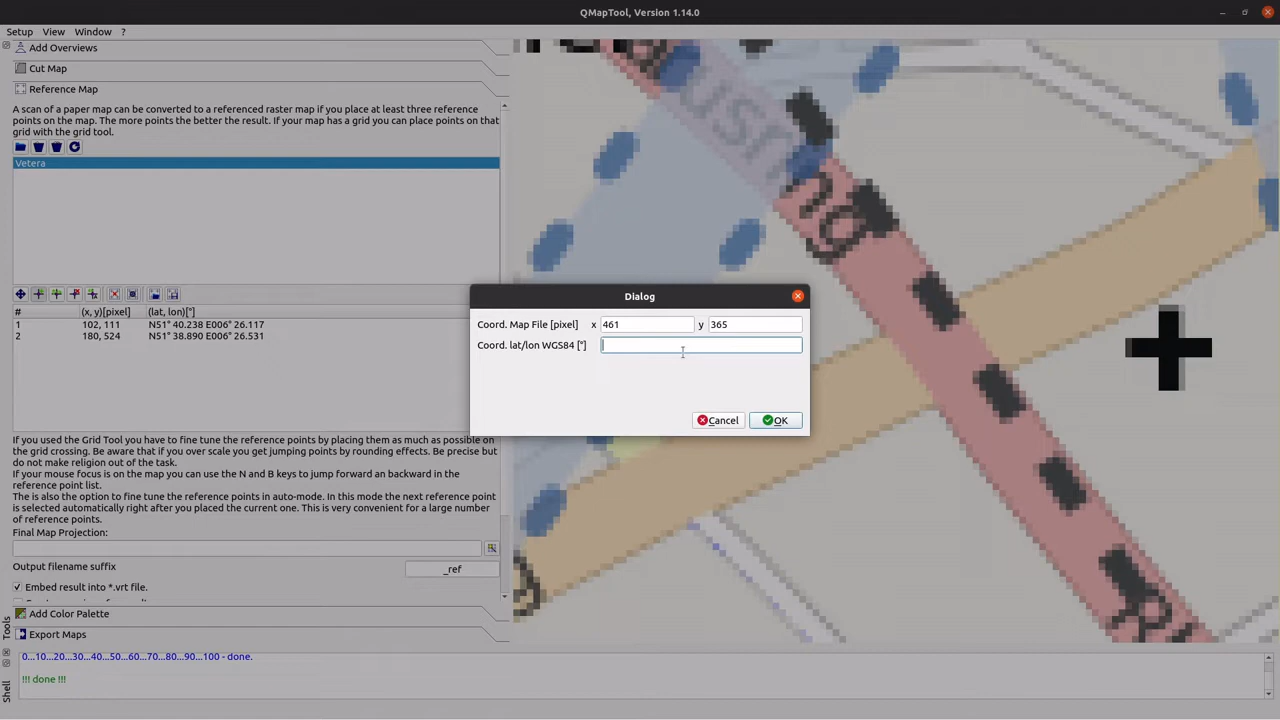 QMapTool, Version 1.14.0
Setup View Window ?
Add Overviews
Cut Map
Reference Map
A scan of a paper map can be converted to a referenced raster map if you place at least three reference
points on the map. The more points the better the result. If your map has a grid you can place points on that
grid with the grid tool.
Vetera
# (x, y)[pixel] (lat, lon)[°]
1 102, 111 N51° 40.238 E006° 26.117
2 180, 524 N51° 38.890 E006° 26.531
If you used the Grid Tool you have to fine tune the reference points by placing them as much as possible on
the grid crossing. Be aware that if you over scale you get jumping points by rounding effects. Be precise but
do not make religion out of the task.
If your mouse focus is on the map you can use the N and B keys to jump forward an backward in the
reference point list.
The is also the option to fine tune the reference points in auto-mode. In this mode the next reference point
is selected automatically right after you placed the current one. This is very convenient for a large number
of reference points.
Final Map Projection:
Output filename suffix
_ref
Embed result into *.vrt file.
Add Color Palette
Export Maps
Tools
Shell
0...10...20...30...40...50...60...70...80...90...100 - done.
!!! done !!!
Dialog
Coord. Map File [pixel] x 461 y 365
Coord. lat/lon WGS84 [°]
Cancel OK